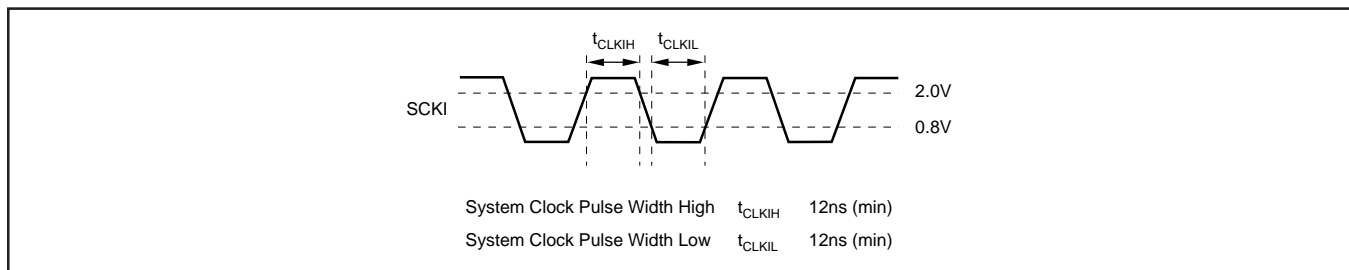 tCLKIH tCLKIL
2.0V
SCKI
0.8V
System Clock Pulse Width High tCLKIH 12ns (min)
System Clock Pulse Width Low tCLKIL 12ns (min)